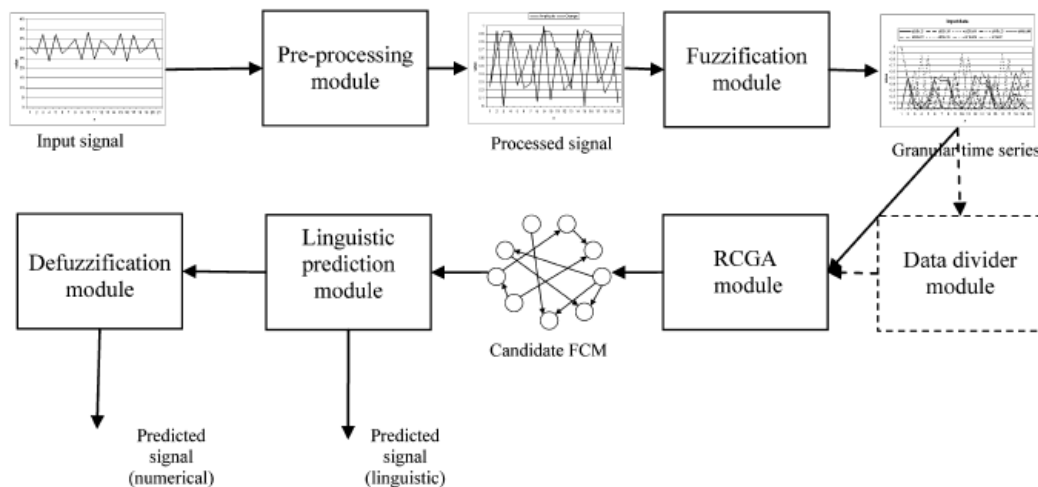 Pre-processing
module
Fuzzification
module
Input signal
Processed signal
Granular time series
Defuzzification
module
Linguistic
prediction
module
RCGA
module
Data divider
module
Candidate FCM
Predicted
signal
(numerical)
Predicted
signal
(linguistic)